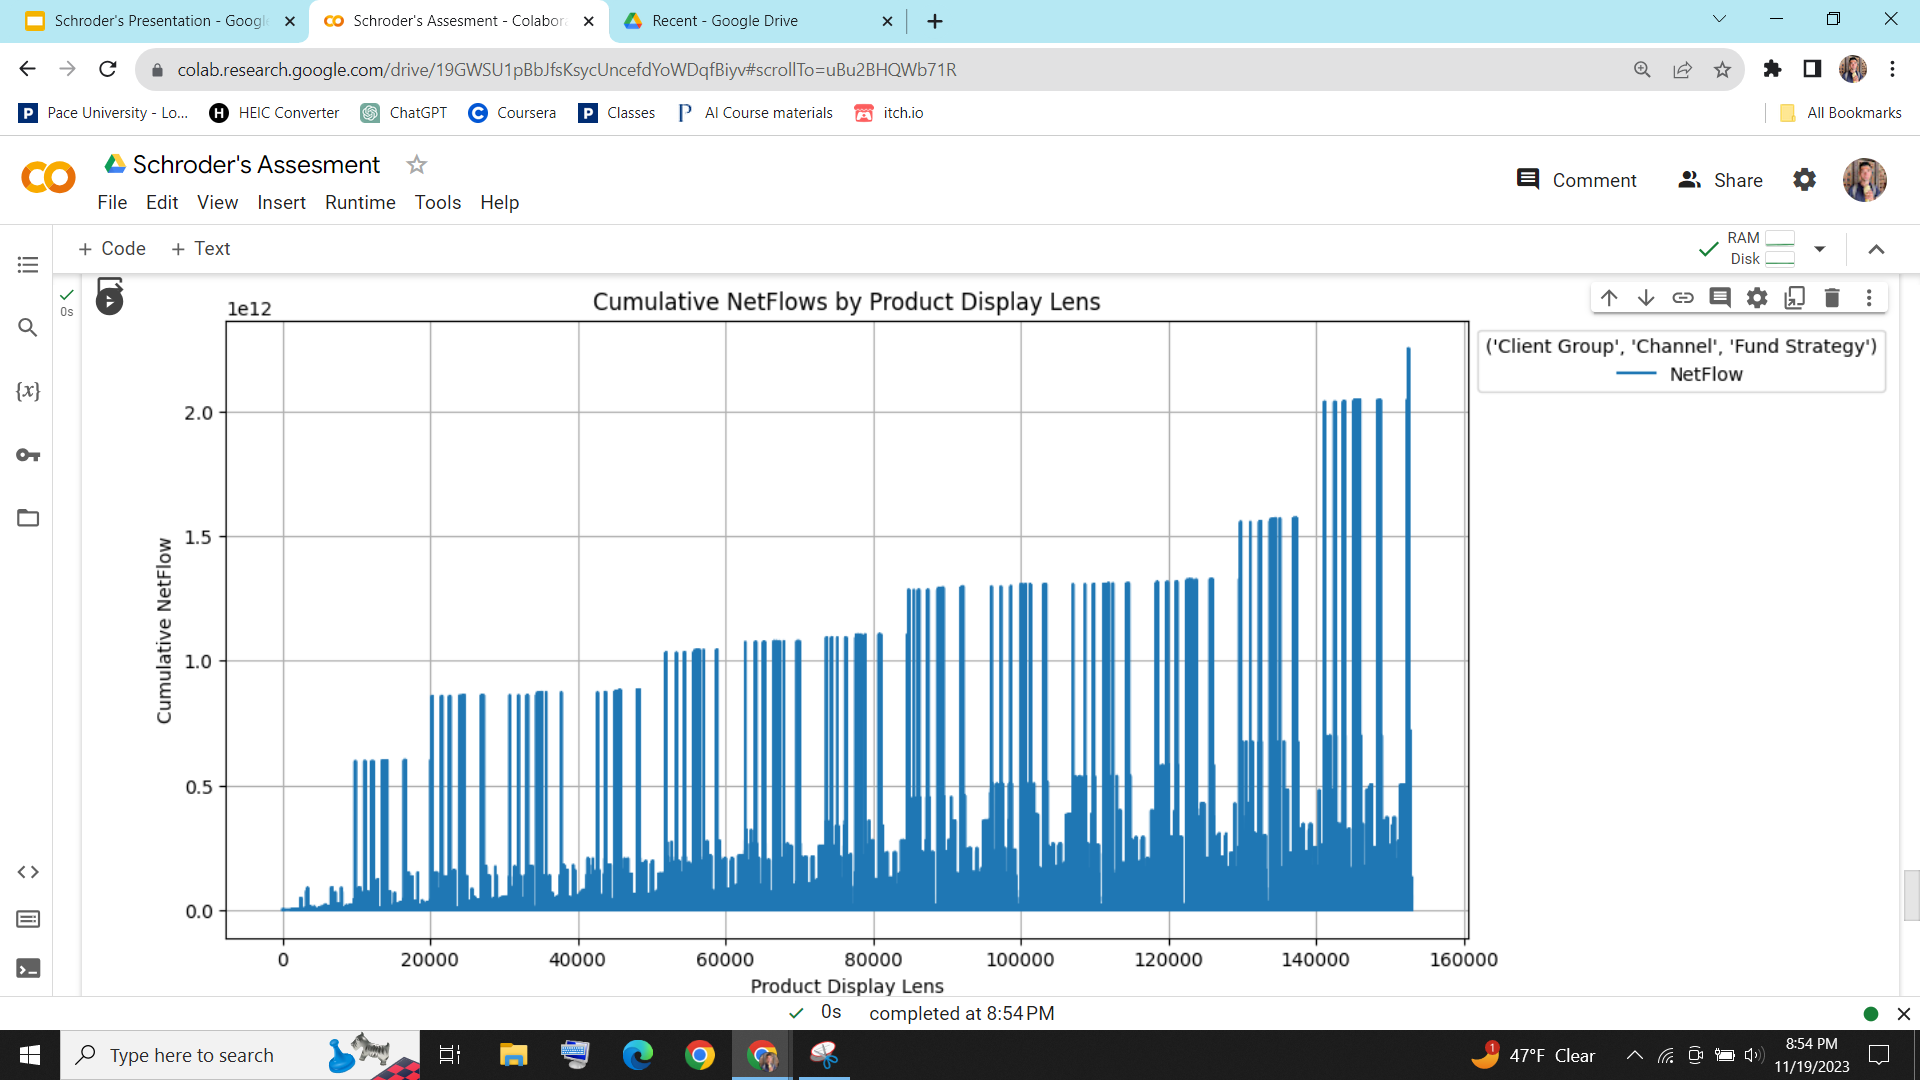 Schroder's Presentation - Googl
Schroder's Assesment - Colabor
Recent - Google Drive
colab.research.google.com/drive/19GWSU1pBbJfsKsycUncefdYoWDqfBiyv#scrollTo=uBu2BHQWb71R
Pace University - Lo...
HEIC Converter
ChatGPT
Coursera
Classes
AI Course materials
itch.io
All Bookmarks
Schroder's Assesment
Comment
Share
File Edit View Insert Runtime Tools Help
+ Code + Text
RAM
Disk
0s
Cumulative NetFlows by Product Display Lens
1e12
('Client Group', 'Channel', 'Fund Strategy')
NetFlow
2.0
1.5
1.0
0.5
0.0
Cumulative NetFlow
0 20000 40000 60000 80000 100000 120000 140000 160000
Product Display Lens
{x}
0s completed at 8:54 PM
Type here to search
1
47°F Clear
8:54 PM
11/19/2023